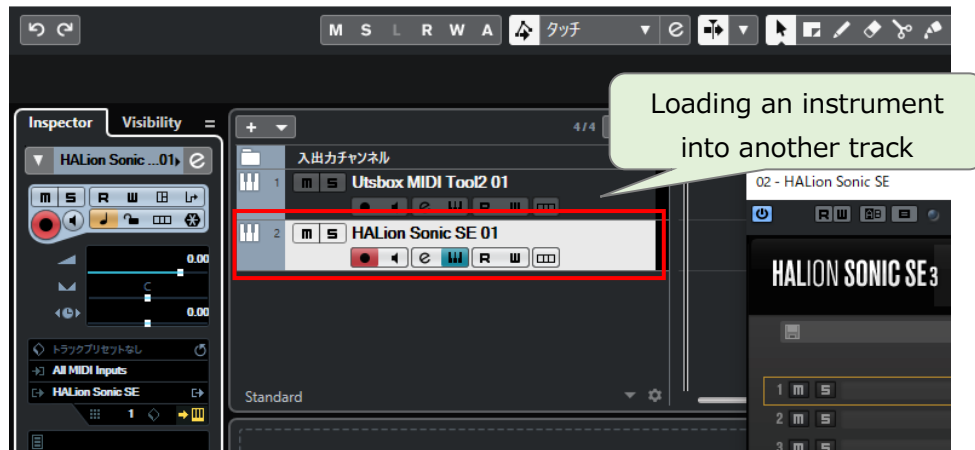 M S L R W A タッチ
Loading an instrument
into another track
Inspector Visibility
4/4
HALion Sonic ...01
入出力チャンネル
1 m s Utsbox MIDI Tool2 01
R W
02 - HALion Sonic SE
m s R W
R W
2 m s HALion Sonic SE 01
R W
0.00
C
0.00
HALION SONIC SE 3
トラックプリセットなし
All MIDI Inputs
HALion Sonic SE
1
Standard
1 m s
2 m s
3 m s